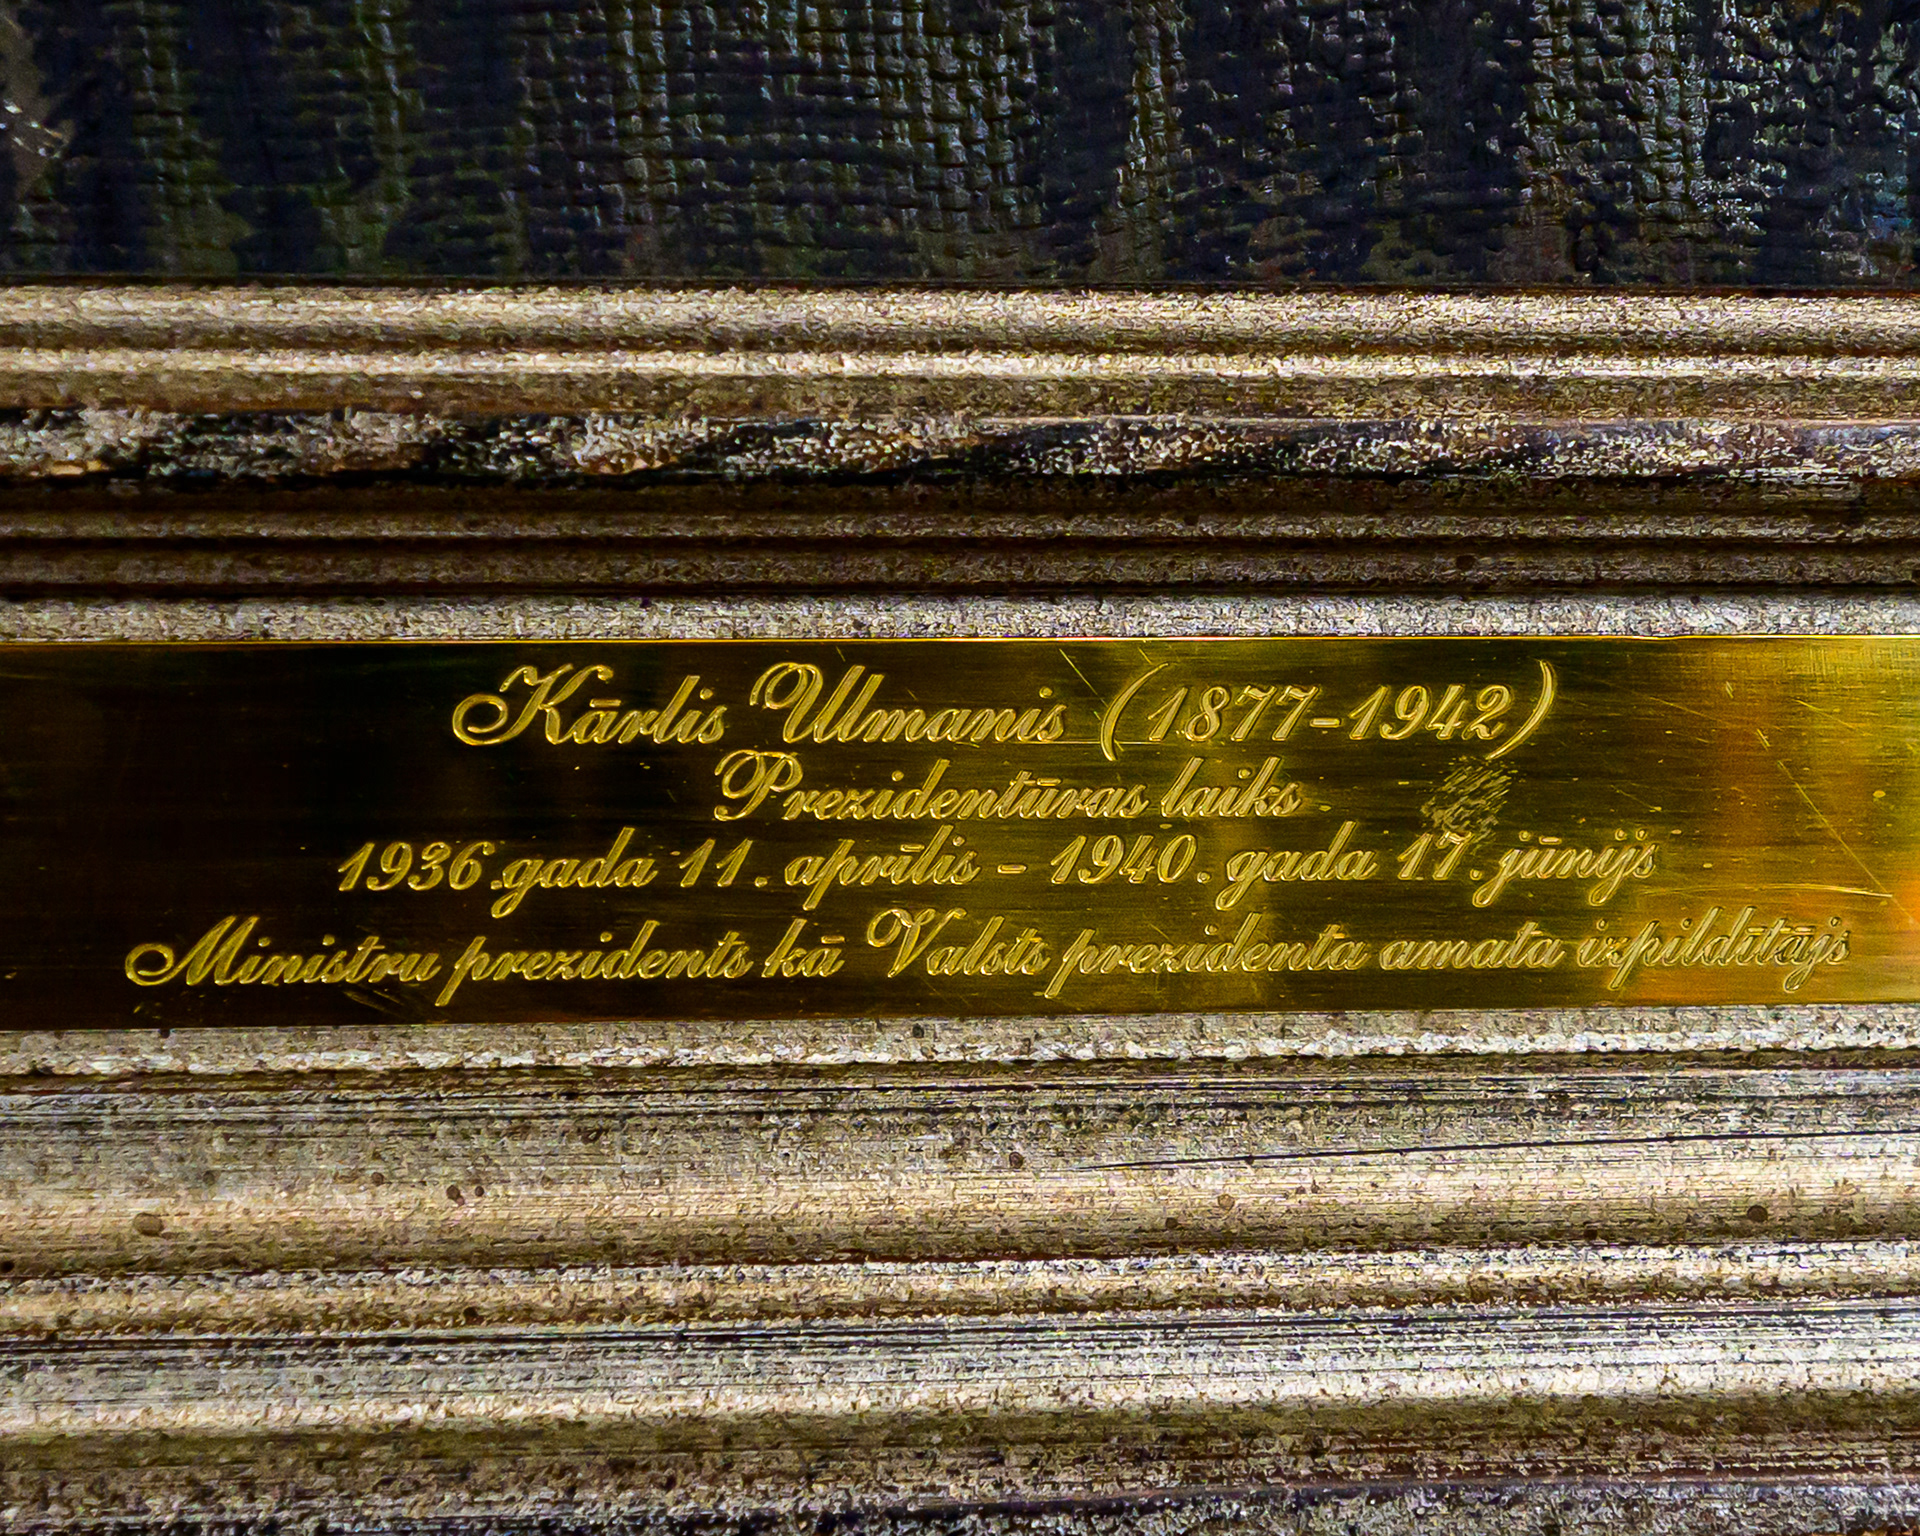 Kārlis Ulmanis (1877-1942)
Prezidentūras laiks
1936.gada 11. aprīlis - 1940. gada 17. jūnijs
Ministru prezidents kā Valsts prezidenta amata izpildītājs